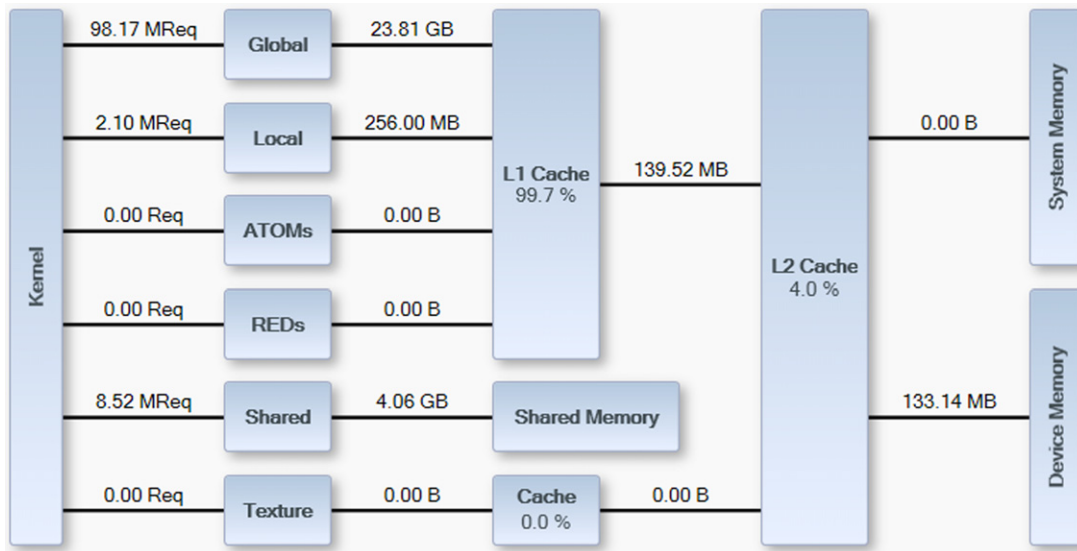 Kernel
98.17 MReq
Global
23.81 GB
2.10 MReq
Local
256.00 MB
0.00 Req
ATOMs
0.00 B
0.00 Req
REDs
0.00 B
8.52 MReq
Shared
4.06 GB
Shared Memory
0.00 Req
Texture
0.00 B
Cache
0.0 %
0.00 B
L1 Cache
99.7 %
139.52 MB
L2 Cache
4.0 %
0.00 B
System Memory
133.14 MB
Device Memory